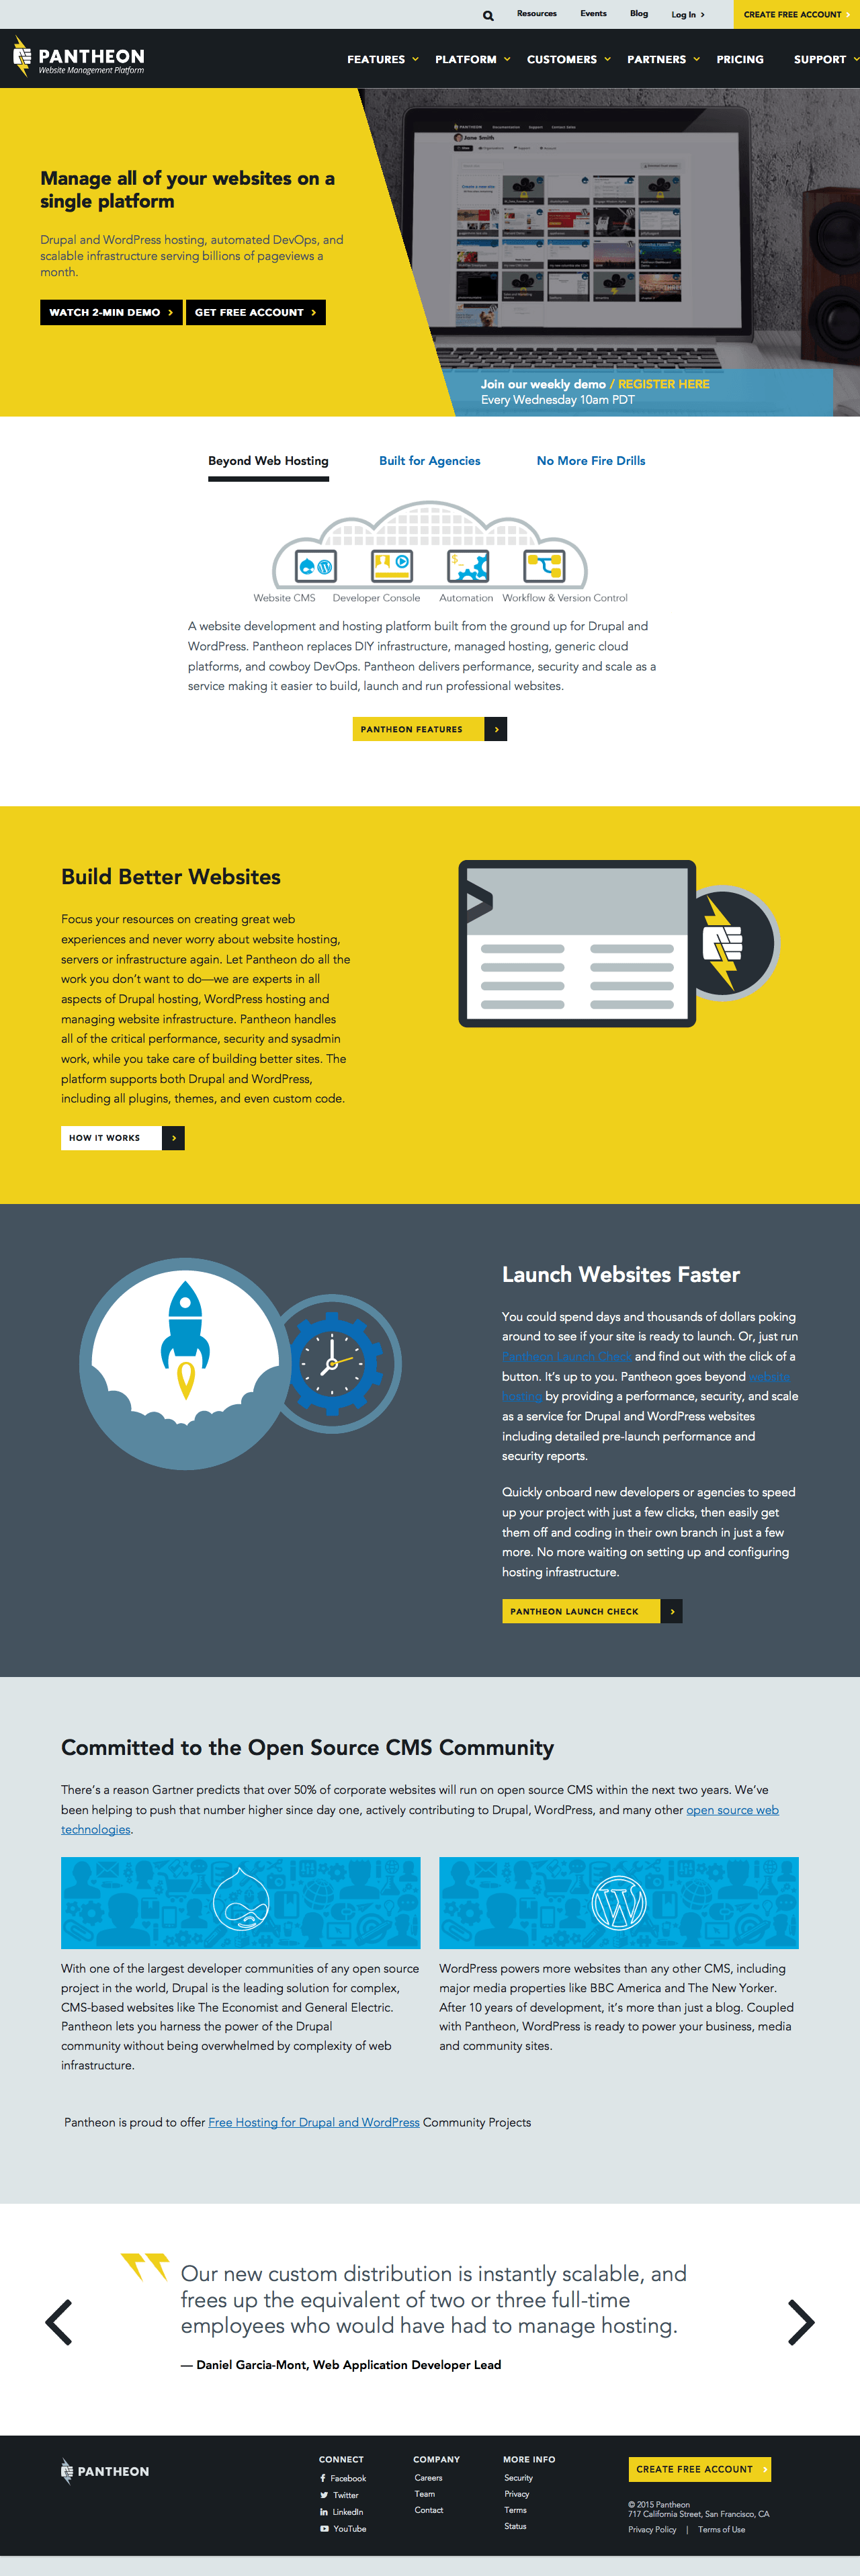 Resources Events Blog Log In CREATE FREE ACCOUNT
PANTHEON
Website Management Platform
FEATURES PLATFORM CUSTOMERS PARTNERS PRICING SUPPORT
Manage all of your websites on a
single platform
Drupal and WordPress hosting, automated DevOps, and
scalable infrastructure serving billions of pageviews a
month.
WATCH 2-MIN DEMO GET FREE ACCOUNT
PANTHEON
Jane Smith
Join our weekly demo / REGISTER HERE
Every Wednesday 10am PDT
Beyond Web Hosting Built for Agencies No More Fire Drills
Website CMS Developer Console Automation Workflow & Version Control
A website development and hosting platform built from the ground up for Drupal and
WordPress. Pantheon replaces DIY infrastructure, managed hosting, generic cloud
platforms, and cowboy DevOps. Pantheon delivers performance, security and scale as a
service making it easier to build, launch and run professional websites.
PANTHEON FEATURES
Build Better Websites
Focus your resources on creating great web
experiences and never worry about website hosting,
servers or infrastructure again. Let Pantheon do all the
work you don't want to do—we are experts in all
aspects of Drupal hosting, WordPress hosting and
managing website infrastructure. Pantheon handles
all of the critical performance, security and sysadmin
work, while you take care of building better sites. The
platform supports both Drupal and WordPress,
including all plugins, themes, and even custom code.
HOW IT WORKS
Launch Websites Faster
You could spend days and thousands of dollars poking
around to see if your site is ready to launch. Or, just run
Pantheon Launch Check and find out with the click of a
button. It's up to you. Pantheon goes beyond website
hosting by providing a performance, security, and scale
as a service for Drupal and WordPress websites
including detailed pre-launch performance and
security reports.
Quickly onboard new developers or agencies to speed
up your project with just a few clicks, then easily get
them off and coding in their own branch in just a few
more. No more waiting on setting up and configuring
hosting infrastructure.
PANTHEON LAUNCH CHECK
Committed to the Open Source CMS Community
There's a reason Gartner predicts that over 50% of corporate websites will run on open source CMS within the next two years. We've
been helping to push that number higher since day one, actively contributing to Drupal, WordPress, and many other open source web
technologies.
With one of the largest developer communities of any open source
project in the world, Drupal is the leading solution for complex,
CMS-based websites like The Economist and General Electric.
Pantheon lets you harness the power of the Drupal
community without being overwhelmed by complexity of web
infrastructure.
WordPress powers more websites than any other CMS, including
major media properties like BBC America and The New Yorker.
After 10 years of development, it's more than just a blog. Coupled
with Pantheon, WordPress is ready to power your business, media
and community sites.
Pantheon is proud to offer Free Hosting for Drupal and WordPress Community Projects
Our new custom distribution is instantly scalable, and
frees up the equivalent of two or three full-time
employees who would have had to manage hosting.
— Daniel Garcia-Mont, Web Application Developer Lead
PANTHEON
CONNECT
Facebook
Twitter
LinkedIn
YouTube
COMPANY
Careers
Team
Contact
MORE INFO
Security
Privacy
Terms
Status
CREATE FREE ACCOUNT
© 2015 Pantheon
717 California Street, San Francisco, CA
Privacy Policy | Terms of Use